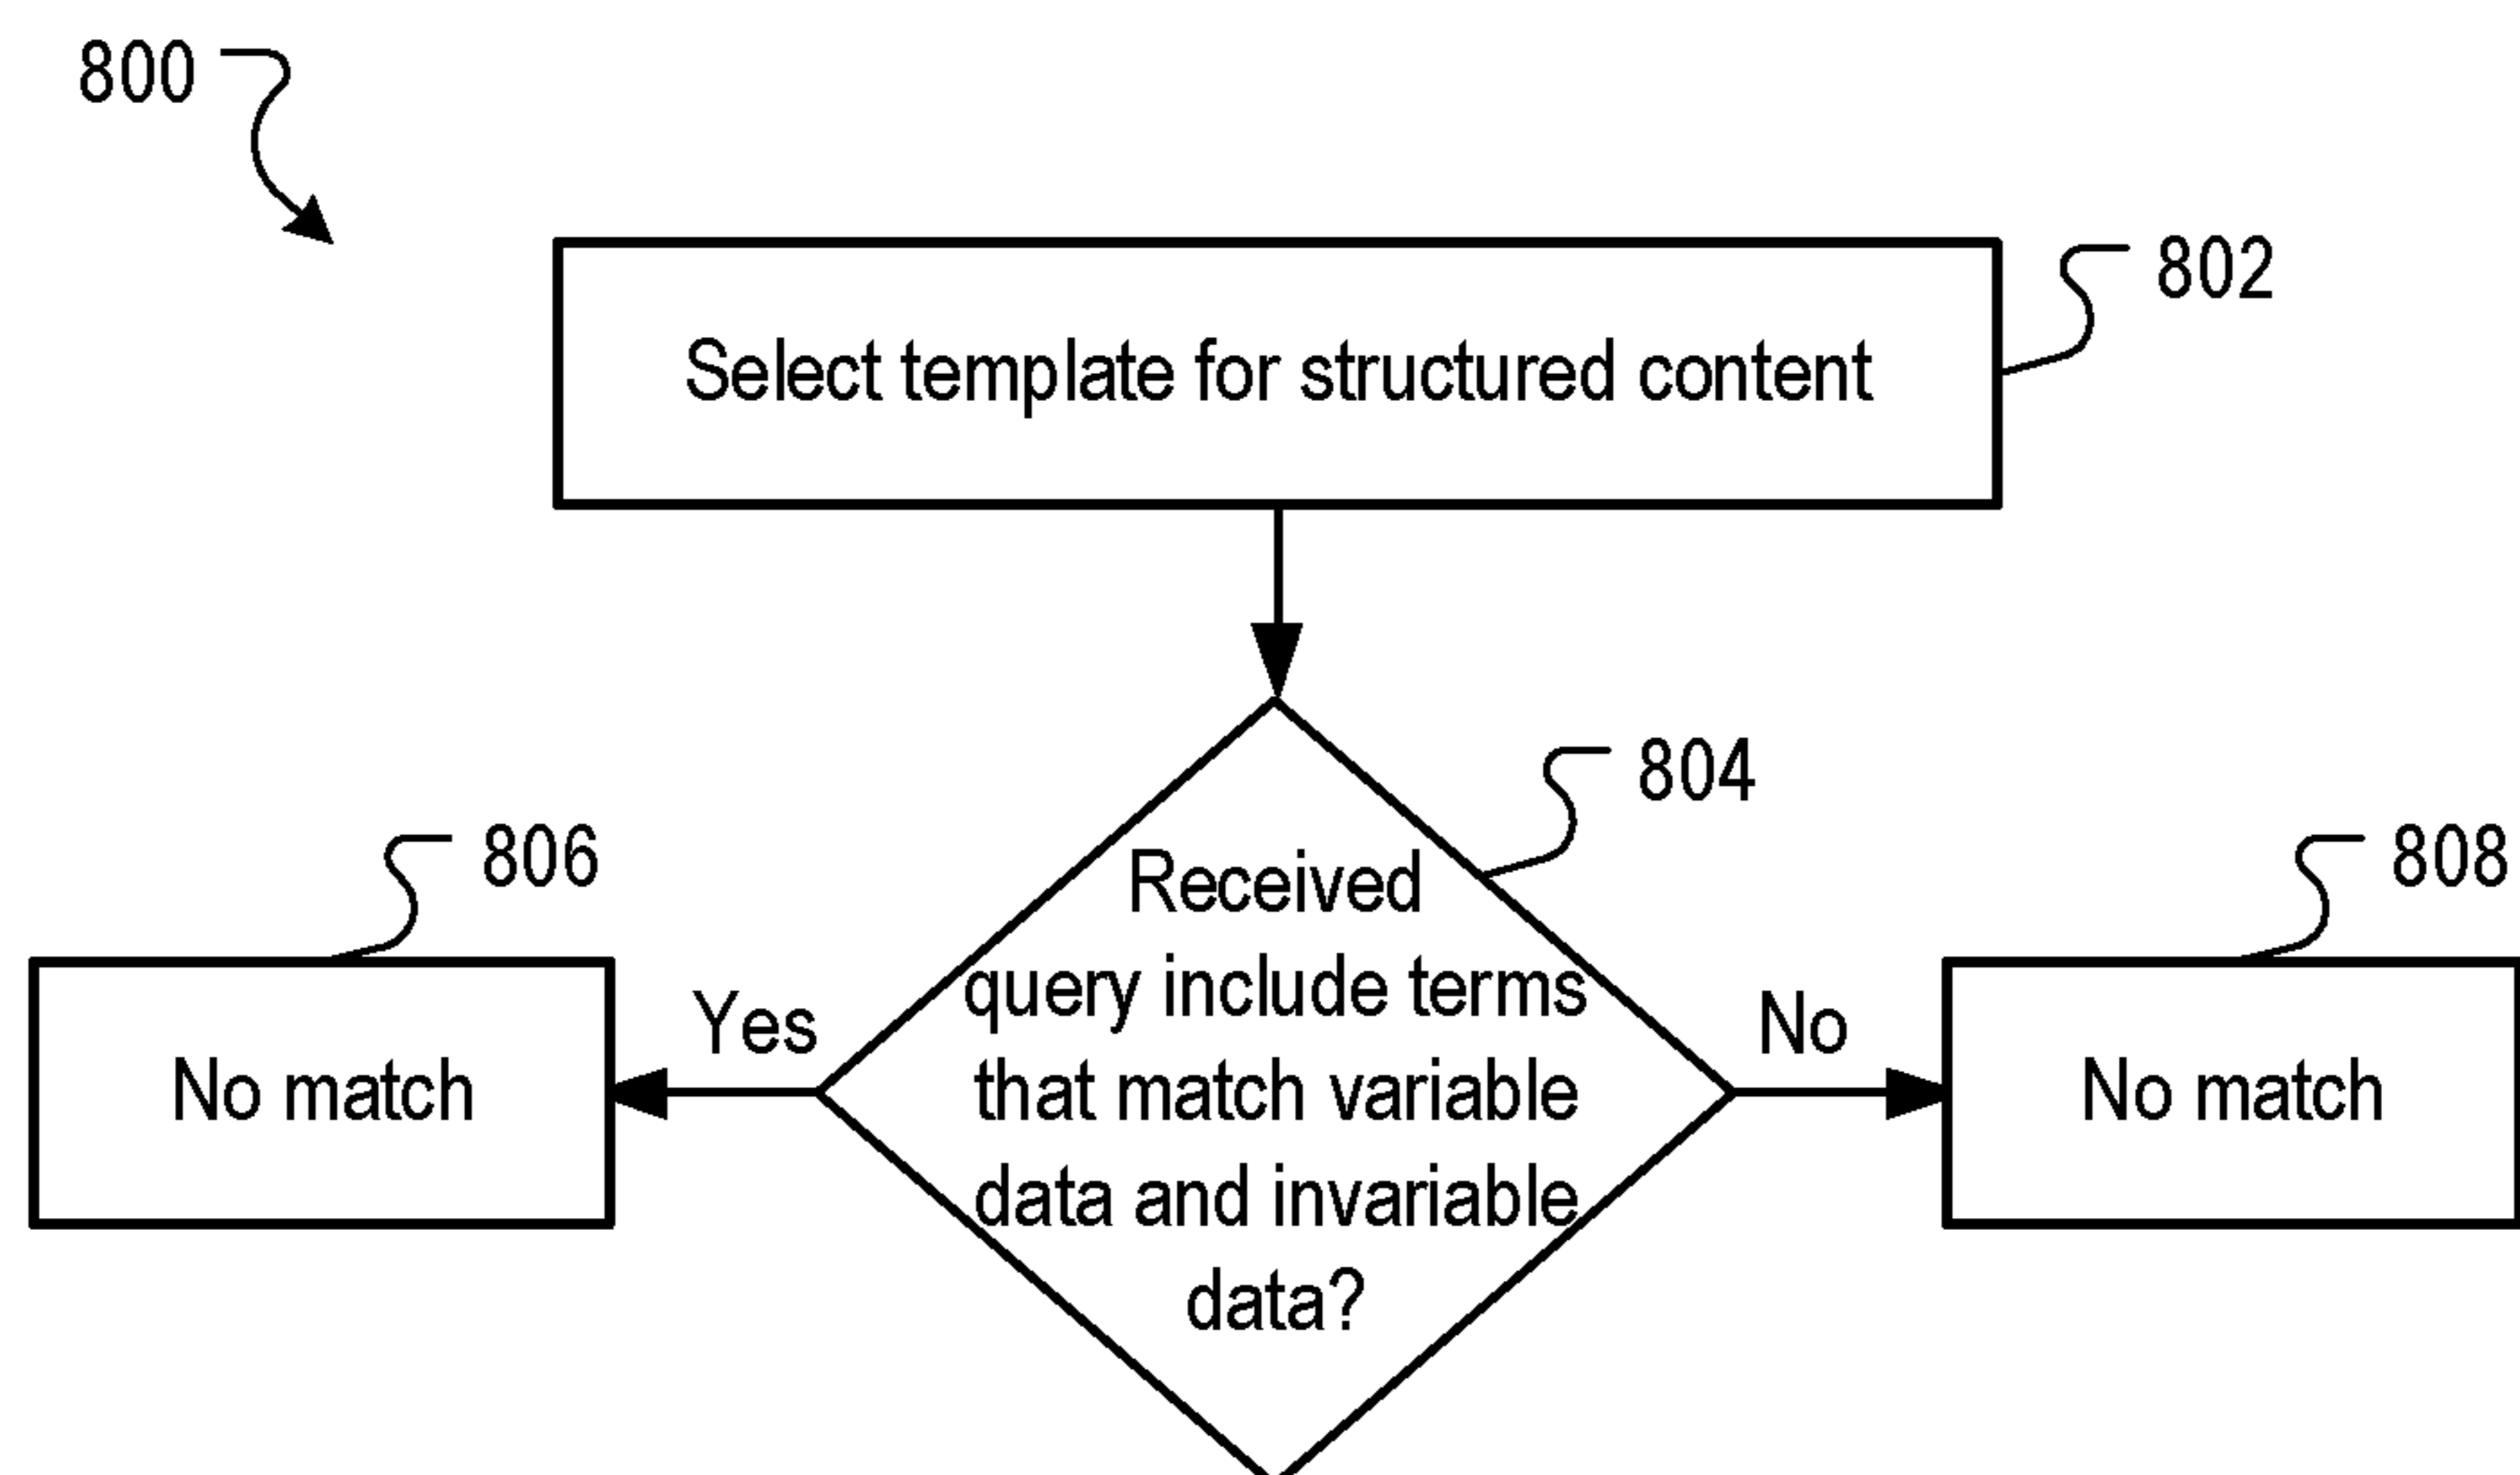 800
802
Select template for structured content
804
806
808
Received
query include terms
that match variable
data and invariable
data?
Yes
No
No match
No match